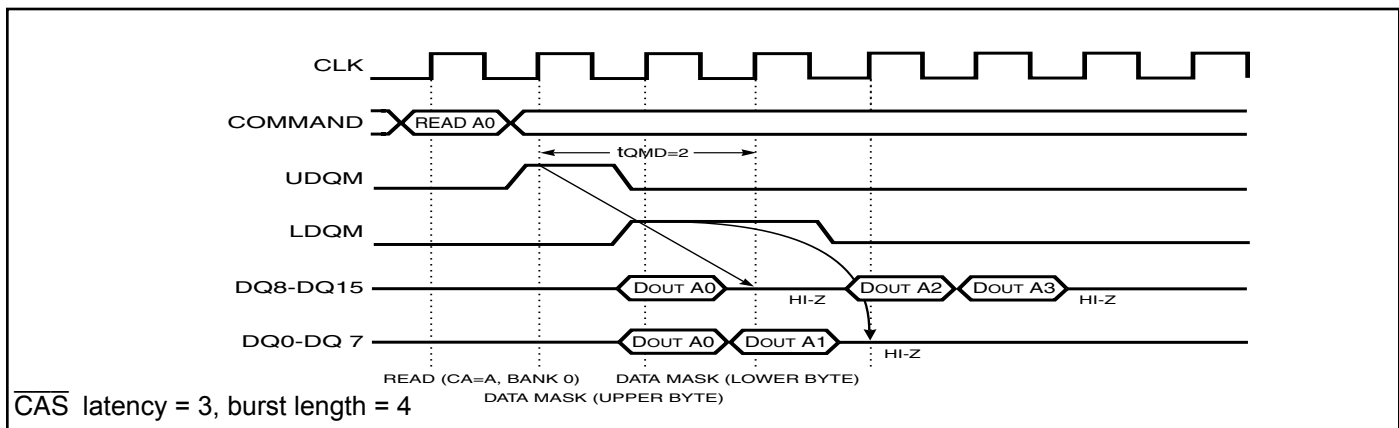 CLK
COMMAND READ A0
tQMD=2
UDQM
LDQM
DQ8-DQ15 DOUT A0 HI-Z DOUT A2 DOUT A3 HI-Z
DQ0-DQ 7 DOUT A0 DOUT A1 HI-Z
READ (CA=A, BANK 0) DATA MASK (LOWER BYTE)
DATA MASK (UPPER BYTE)
C̅A̅S̅ latency = 3, burst length = 4